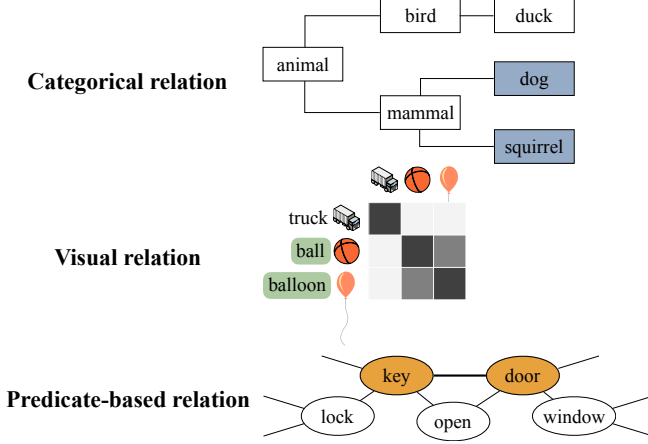 bird duck
animal
Categorical relation
dog
mammal
squirrel
truck
ball
Visual relation
balloon
key door
Predicate-based relation
lock open window